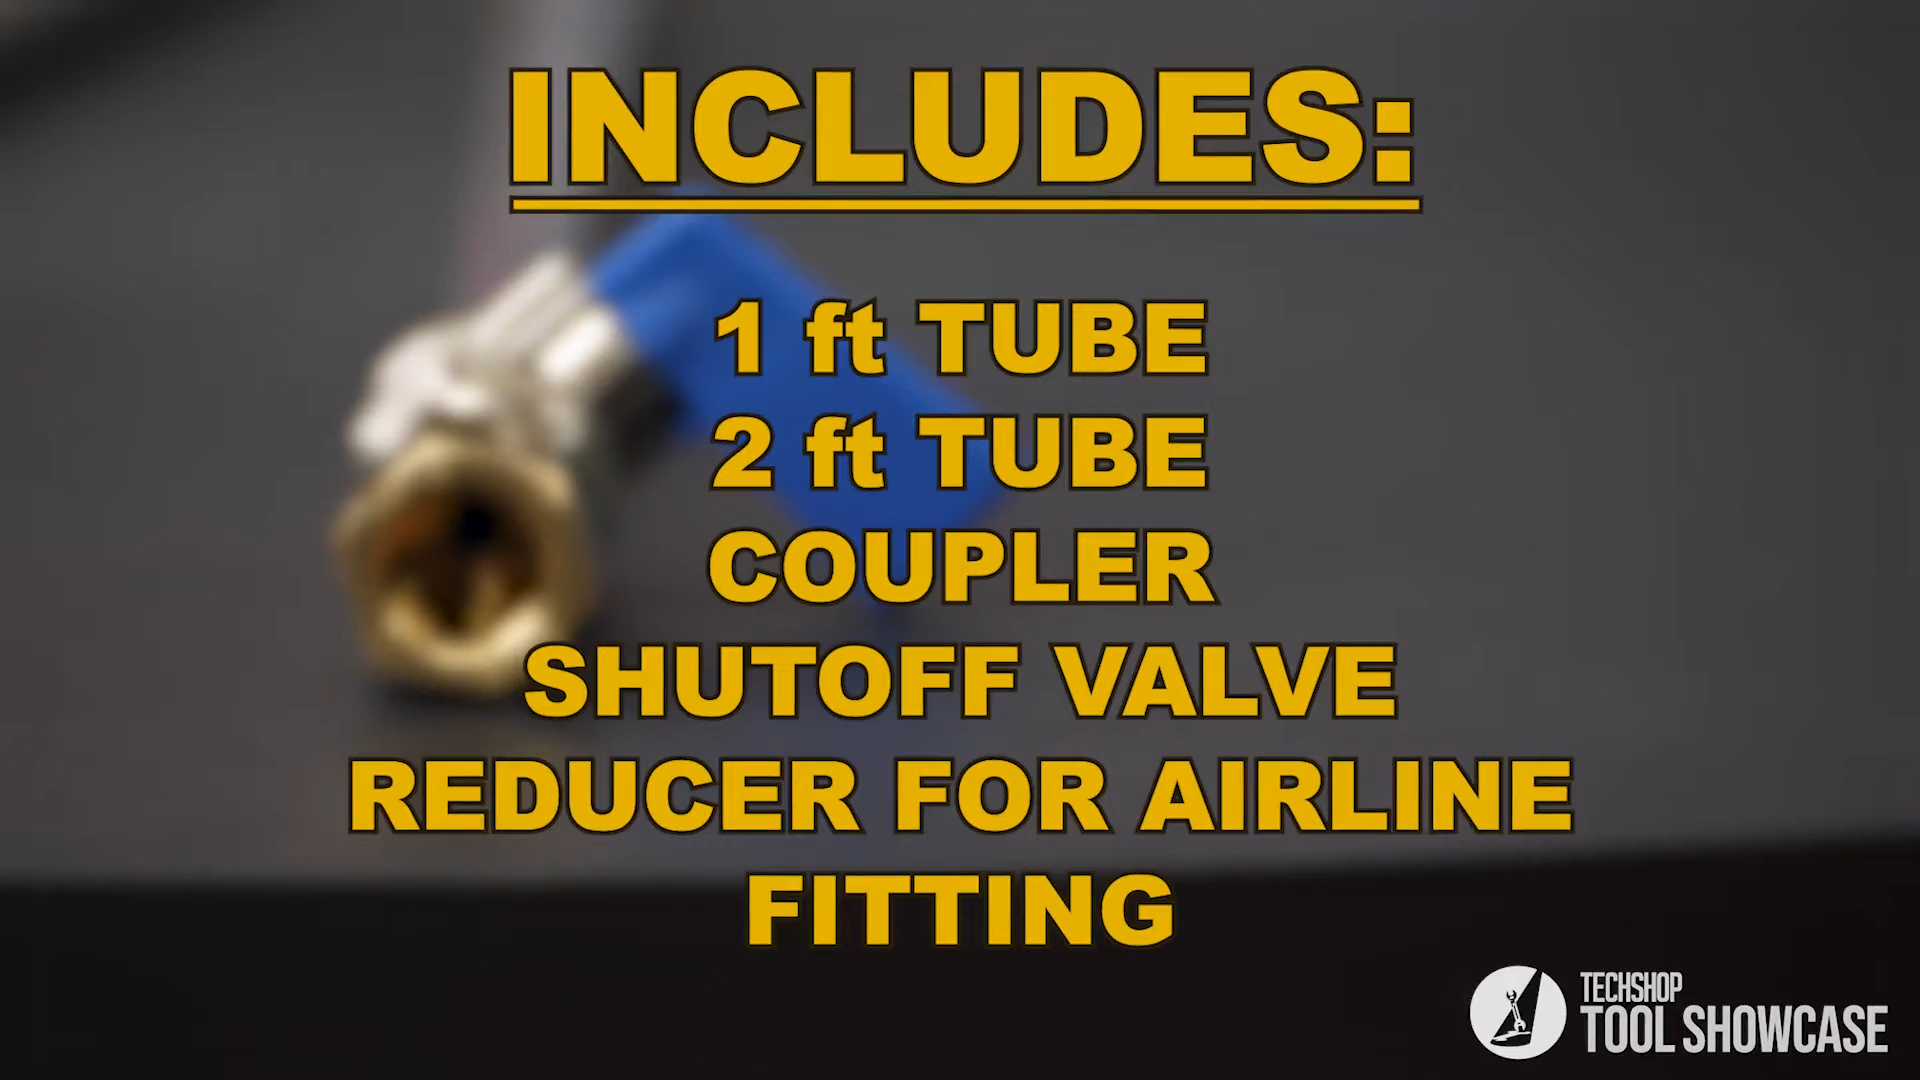 INCLUDES:
1 ft TUBE
2 ft TUBE
COUPLER
SHUTOFF VALVE
REDUCER FOR AIRLINE
FITTING
TECHSHOP
TOOL SHOWCASE